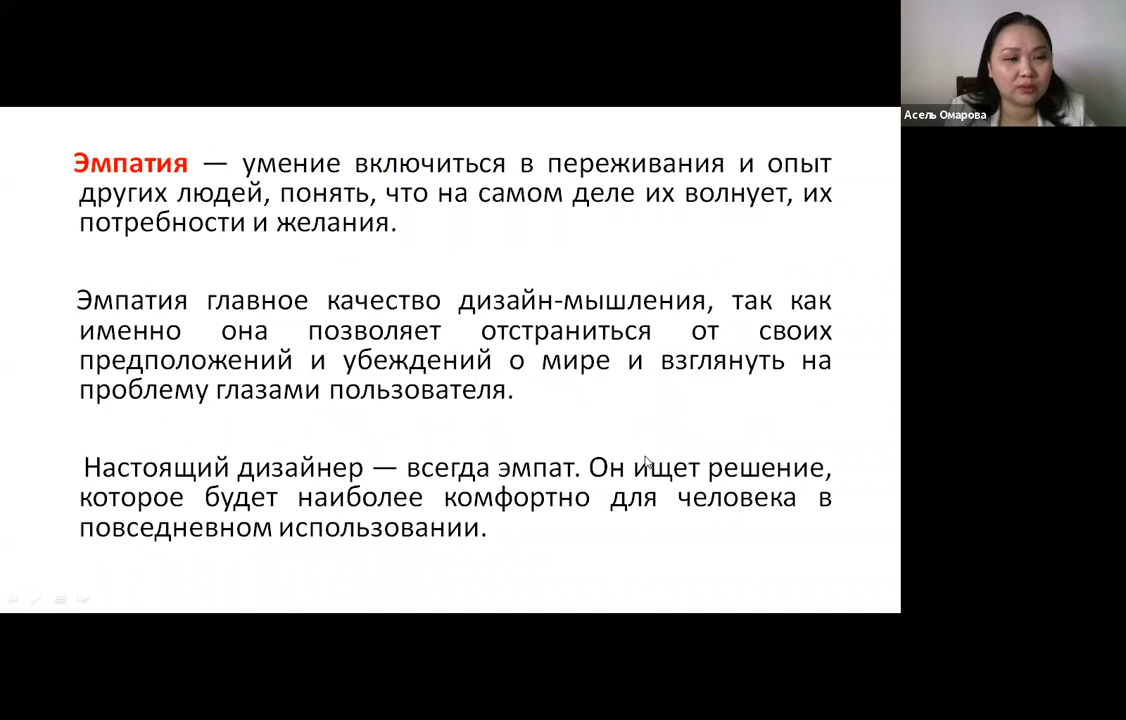 Асель Омарова
Эмпатия — умение включиться в переживания и опыт
других людей, понять, что на самом деле их волнует, их
потребности и желания.
Эмпатия главное качество дизайн-мышления, так как
именно она позволяет отстраниться от своих
предположений и убеждений о мире и взглянуть на
проблему глазами пользователя.
Настоящий дизайнер — всегда эмпат. Он ищет решение,
которое будет наиболее комфортно для человека в
повседневном использовании.